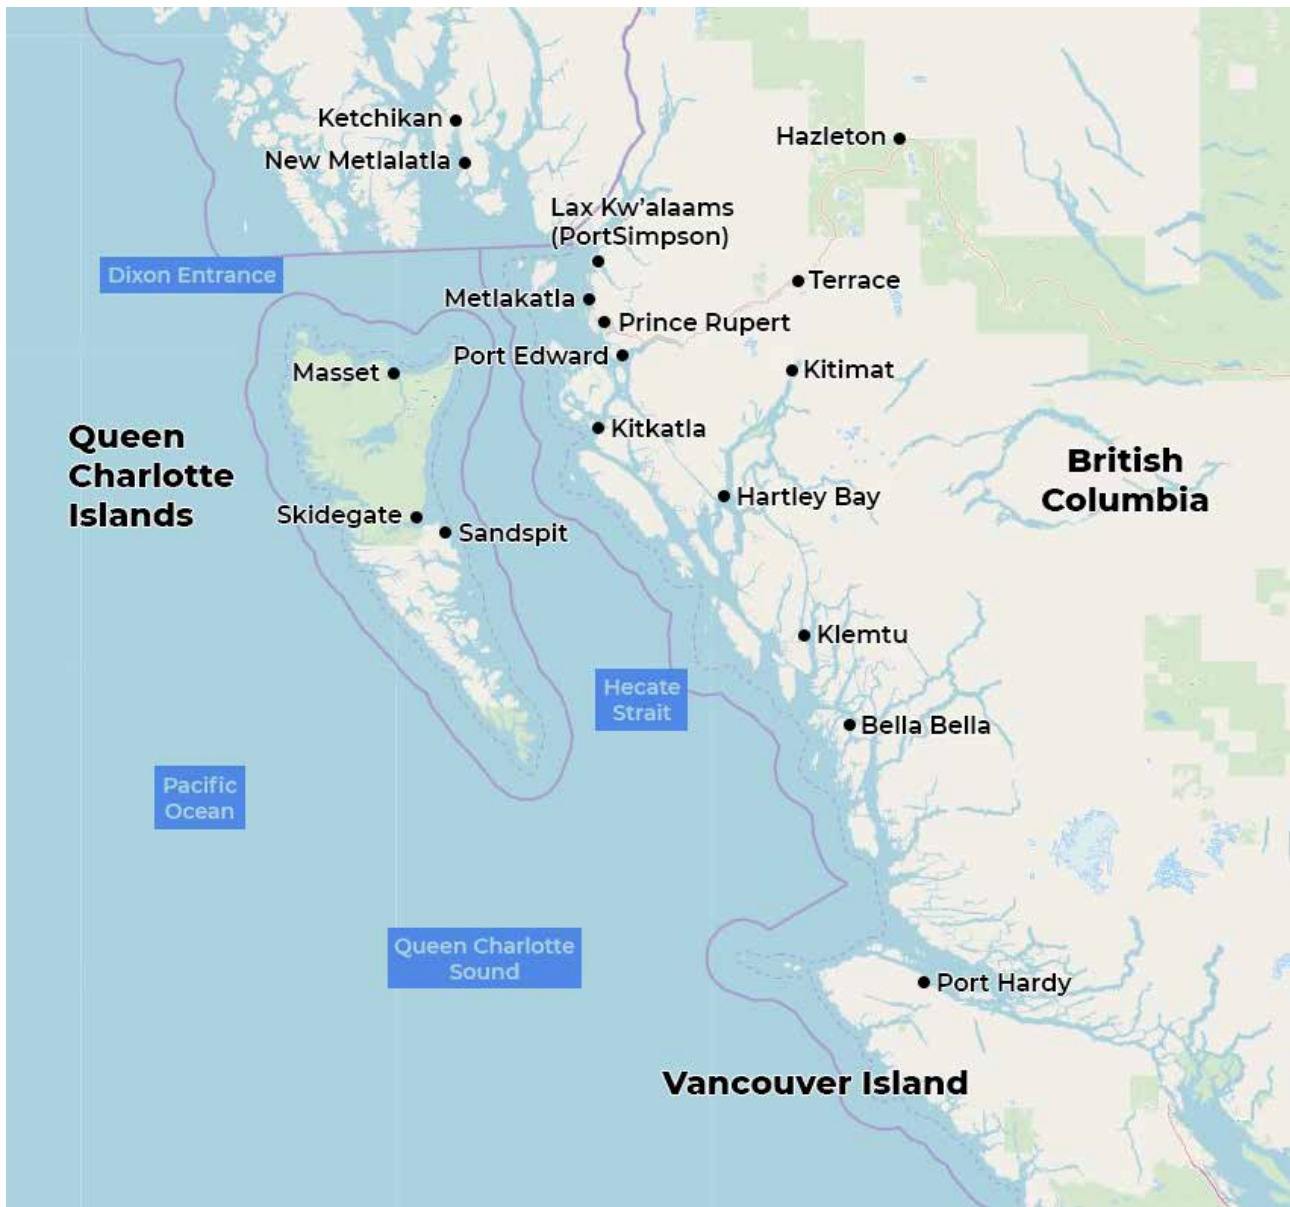 Ketchikan
New Metlalatla
Hazleton
Lax Kw'alaams
(PortSimpson)
Dixon Entrance
Terrace
Metlakatla
Prince Rupert
Port Edward
Masset
Kitimat
Queen
Charlotte
Islands
Kitkatla
British
Columbia
Hartley Bay
Skidegate
Sandspit
Klemtu
Hecate
Strait
Bella Bella
Pacific
Ocean
Queen Charlotte
Sound
Port Hardy
Vancouver Island